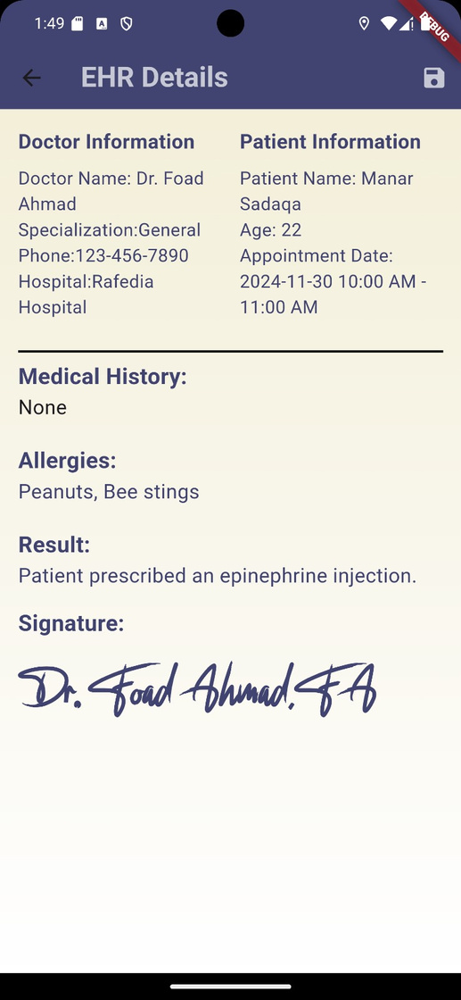 1:49
DEBUG
EHR Details
Doctor Information
Doctor Name: Dr. Foad
Ahmad
Specialization:General
Phone:123-456-7890
Hospital:Rafedia
Hospital
Patient Information
Patient Name: Manar
Sadaqa
Age: 22
Appointment Date:
2024-11-30 10:00 AM -
11:00 AM
Medical History:
None
Allergies:
Peanuts, Bee stings
Result:
Patient prescribed an epinephrine injection.
Signature:
Dr. Foad Ahmad, FA